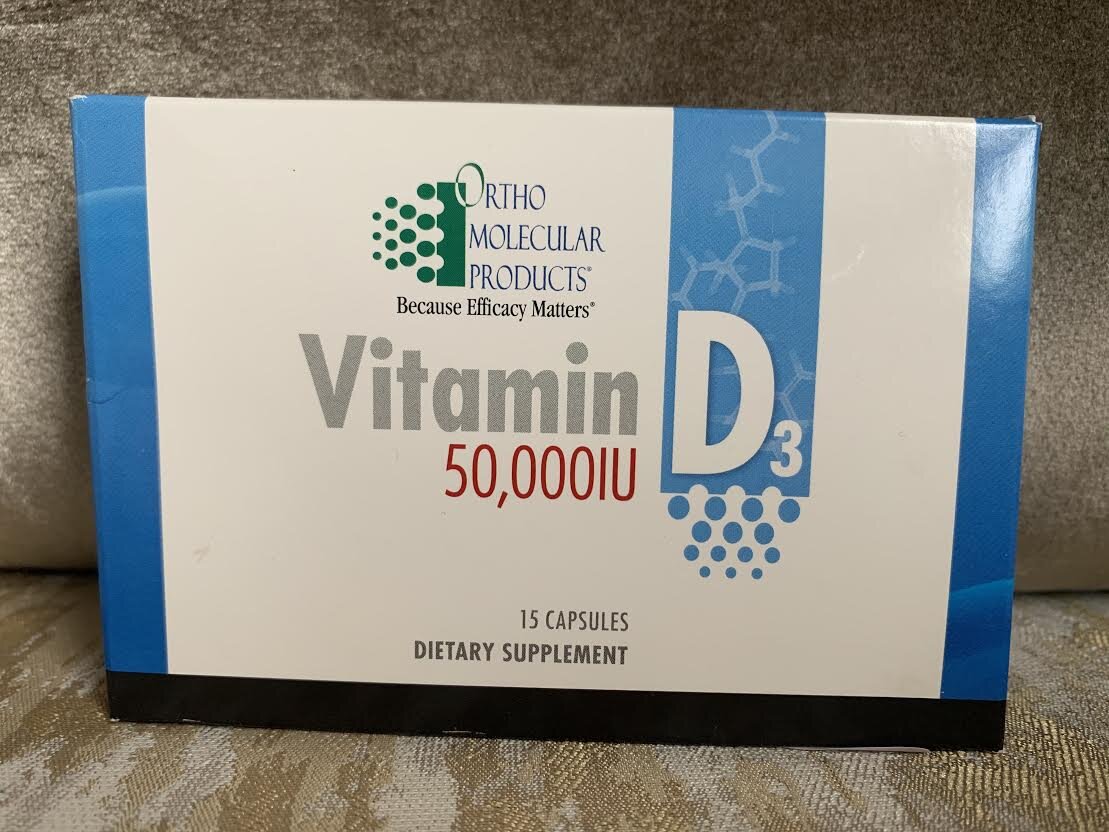 ORTHO
MOLECULAR
PRODUCTS®
Because Efficacy Matters®
Vitamin D3
50,000IU
15 CAPSULES
DIETARY SUPPLEMENT